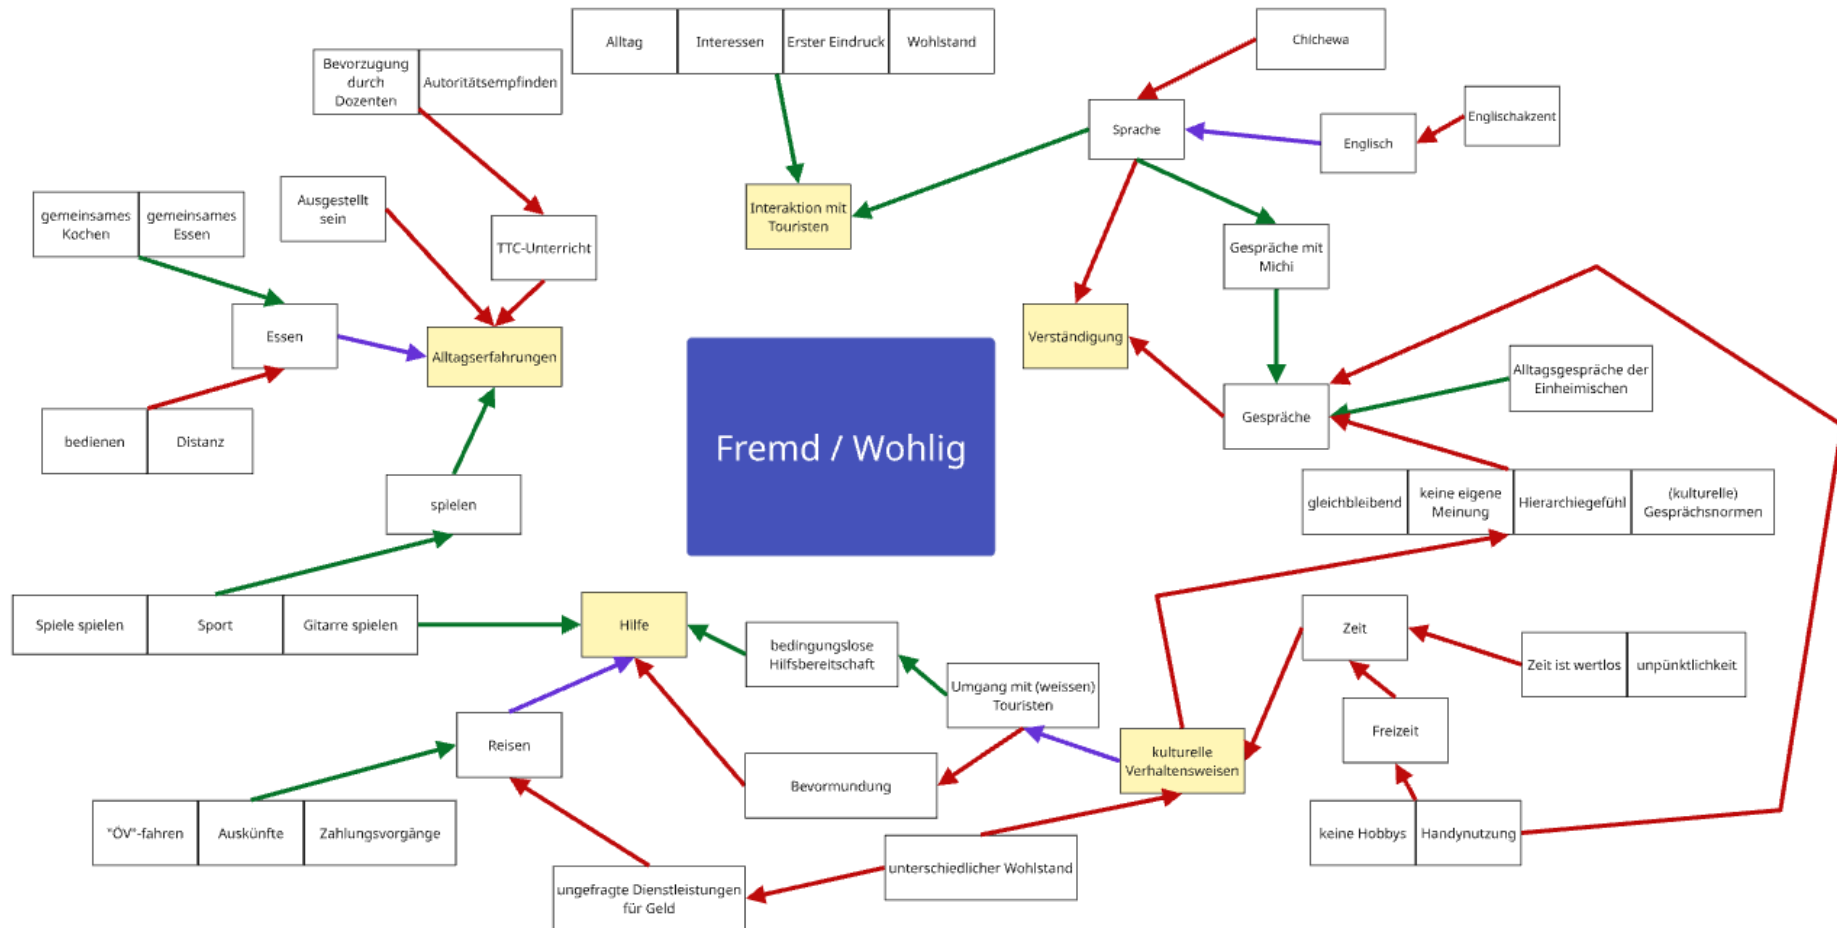 Alltag
Interessen
Erster Eindruck
Wohlstand
Chichewa
Bevorzugung
durch
Dozenten
Autoritätsempfinden
Sprache
Englisch
Englischakzent
gemeinsames
Kochen
gemeinsames
Essen
Ausgestellt
sein
TTC-Unterricht
Interaktion mit
Touristen
Gespräche mit
Michi
Essen
Alltagserfahrungen
Verständigung
Alltagsgespräche der
Einheimischen
Gespräche
bedienen
Distanz
Fremd / Wohlig
spielen
gleichbleibend
keine eigene
Meinung
Hierarchiegefühl
(kulturelle)
Gesprächsnormen
Spiele spielen
Sport
Gitarre spielen
Hilfe
bedingungslose
Hilfsbereitschaft
Zeit
Zeit ist wertlos
unpünktlichkeit
Umgang mit (weissen)
Touristen
Reisen
Freizeit
kulturelle
Verhaltensweisen
Bevormundung
"ÖV"-fahren
Auskünfte
Zahlungsvorgänge
keine Hobbys
Handynutzung
unterschiedlicher Wohlstand
ungefragte Dienstleistungen
für Geld